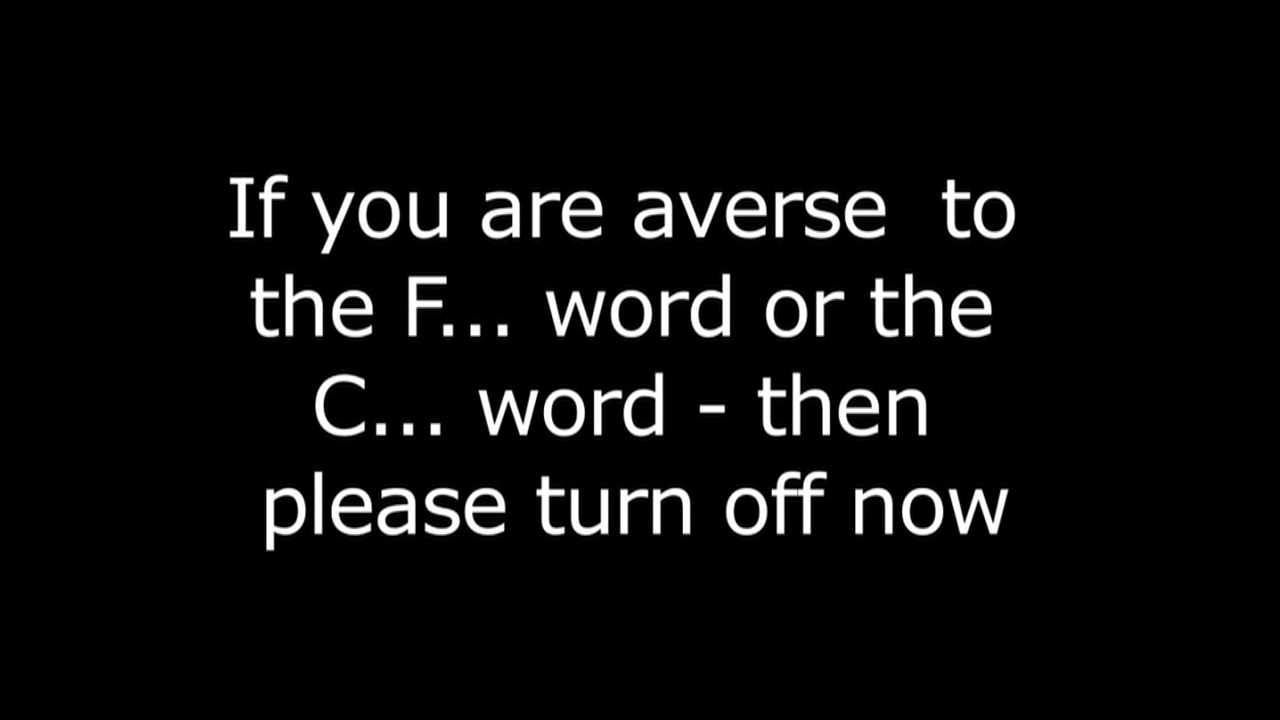 If you are averse  to
the F... word or the
C... word - then
please turn off now